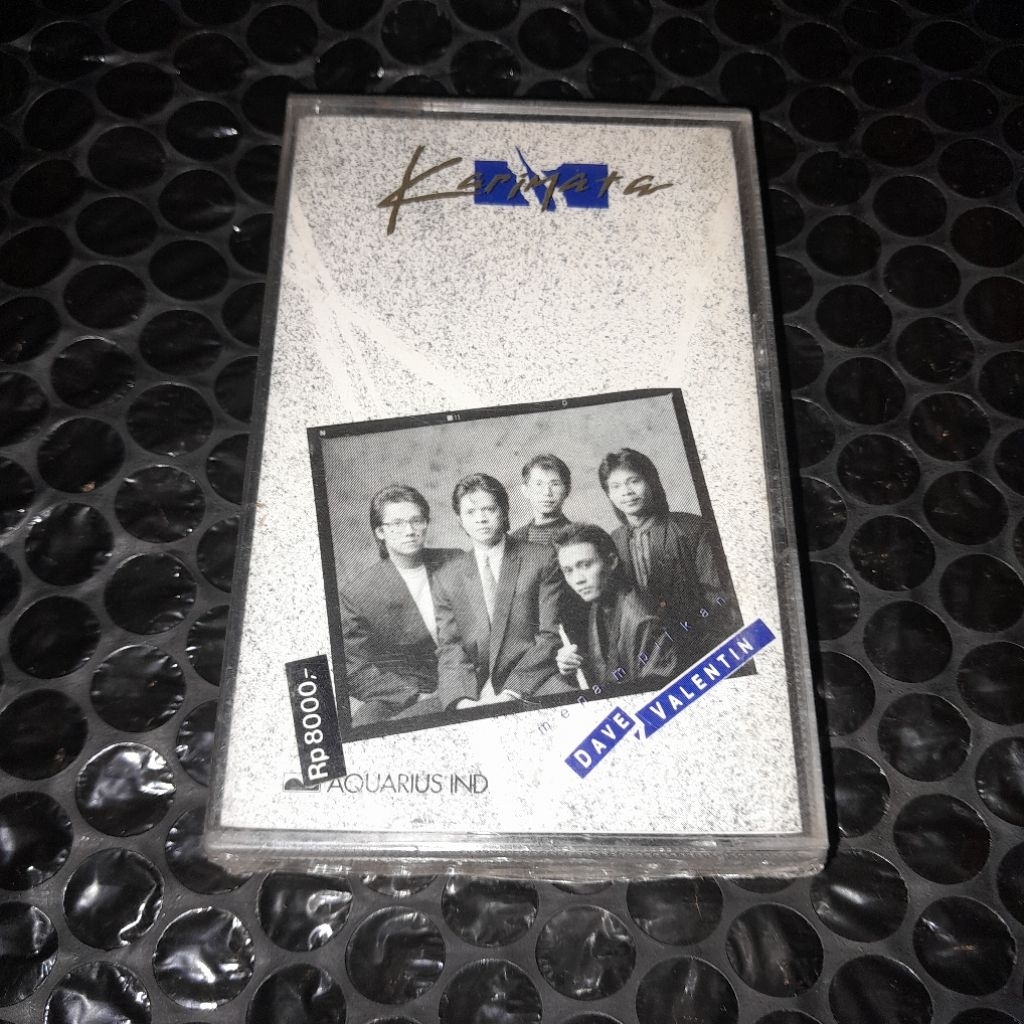 Karimata
menampilkan
DAVE VALENTIN
Rp 8000,-
AQUARIUS IND